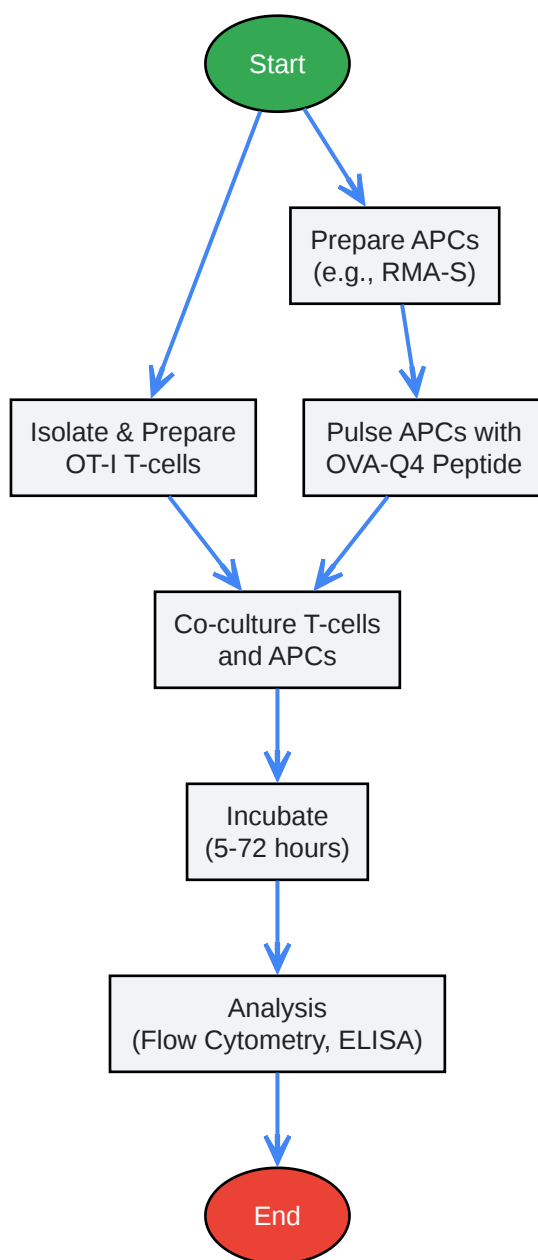 Start
Prepare APCs
(e.g., RMA-S)
Isolate & Prepare
OT-I T-cells
Pulse APCs with
OVA-Q4 Peptide
Co-culture T-cells
and APCs
Incubate
(5-72 hours)
Analysis
(Flow Cytometry, ELISA)
End